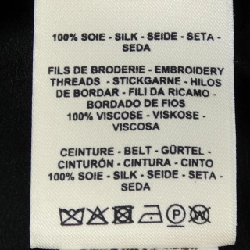 100% SOIE - SILK - SEIDE - SETA -
SEDA
FILS DE BRODERIE - EMBROIDERY
THREADS - STICKGARNE - HILOS
DE BORDAR - FILI DA RICAMO -
BORDADO DE FIOS
100% VISCOSE - VISKOSE -
VISCOSA
CEINTURE - BELT - GÜRTEL -
CINTURÓN - CINTURA - CINTO
100% SOIE - SILK - SEIDE - SETA -
SEDA
P W